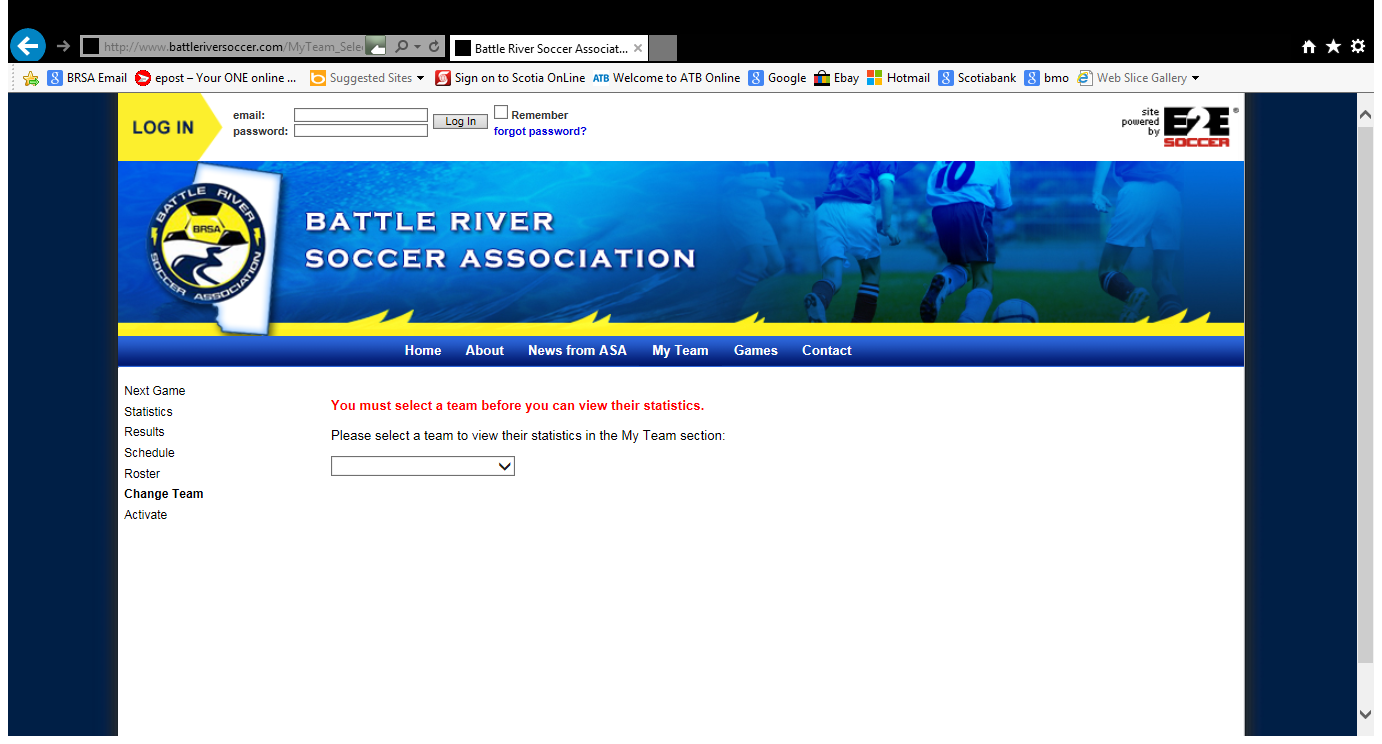 http://www.battleriversoccer.com/MyTeam_Sele
Battle River Soccer Associat...
BRSA Email
epost – Your ONE online ...
Suggested Sites
Sign on to Scotia OnLine
ATB Welcome to ATB Online
Google
Ebay
Hotmail
Scotiabank
bmo
Web Slice Gallery
LOG IN
email:
password:
Log In
Remember
forgot password?
site
powered
by
E2E
SOCCER
BATTLE RIVER
BRSA
SOCCER ASSOCIATION
BATTLE RIVER
SOCCER ASSOCIATION
10
Home About News from ASA My Team Games Contact
Next Game
Statistics
Results
Schedule
Roster
Change Team
Activate
You must select a team before you can view their statistics.
Please select a team to view their statistics in the My Team section: